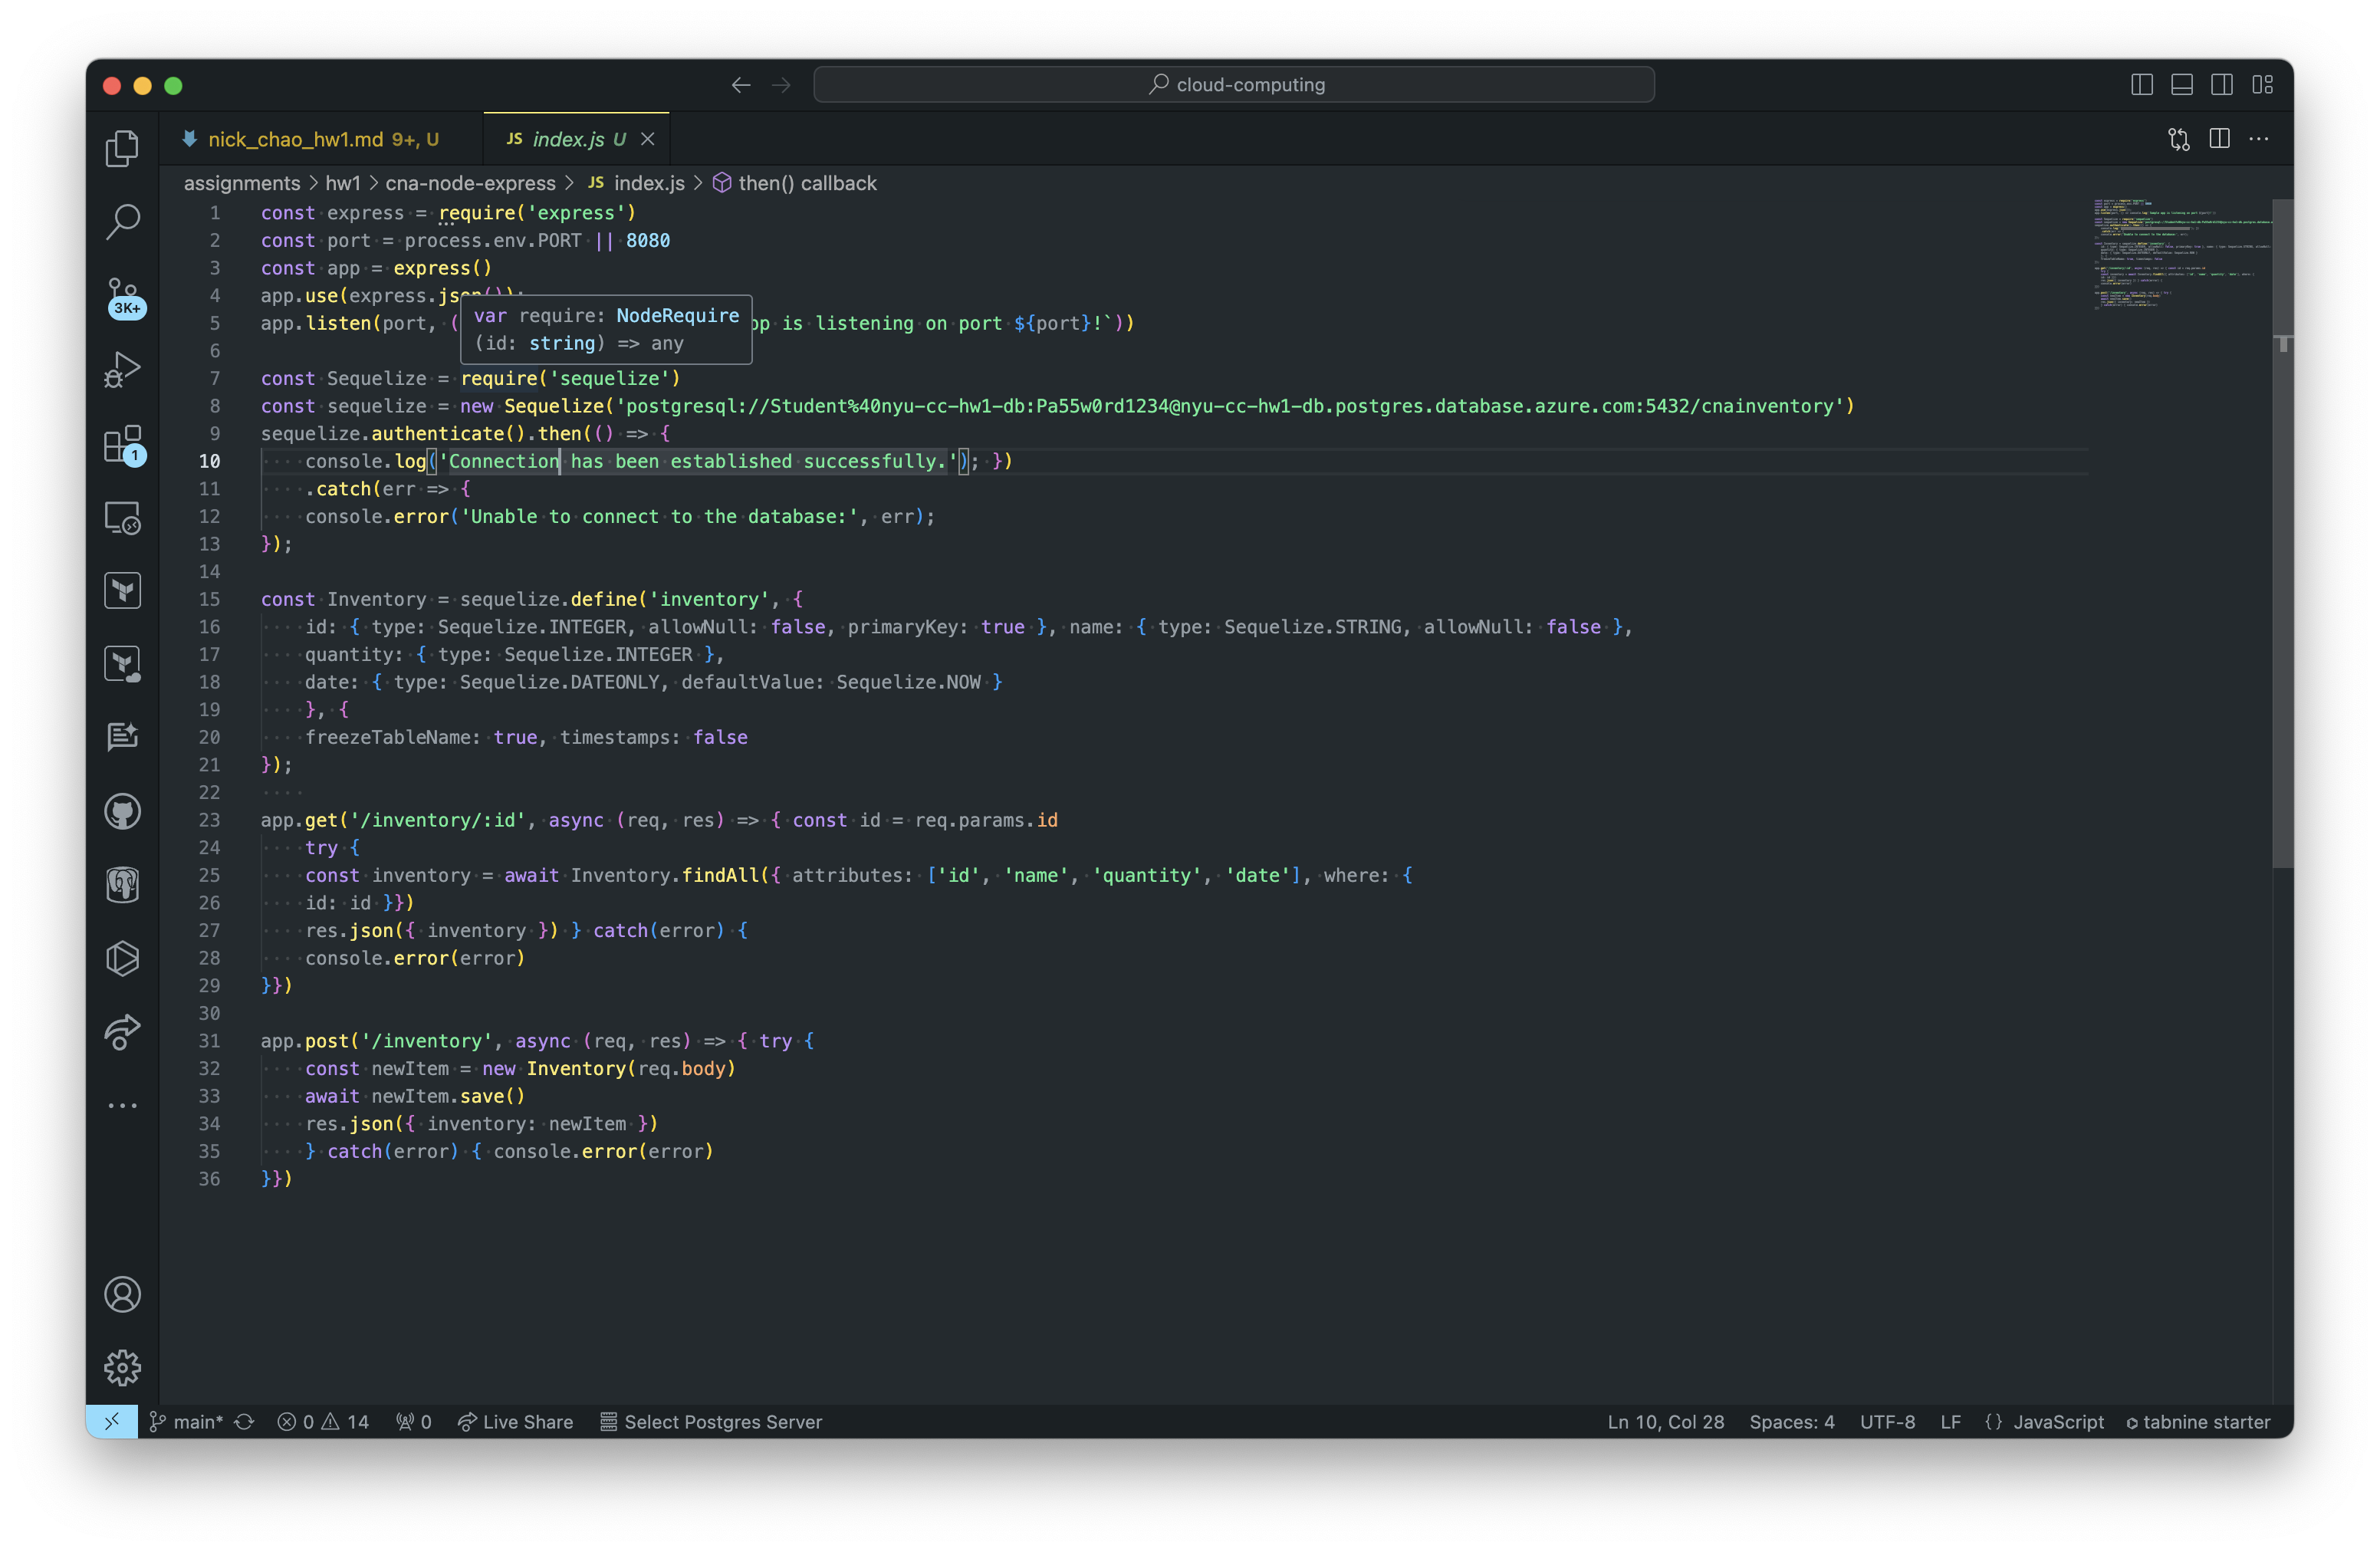 cloud-computing
nick_chao_hw1.md 9+, U
JS index.js U
assignments > hw1 > cna-node-express > JS index.js > then() callback
1 const express = require('express')
2 const port = process.env.PORT || 8080
3 const app = express()
4 app.use(express.json());
var require: NodeRequire
(id: string) => any
5 app.listen(port, ( pp is listening on port ${port}!`))
6
7 const Sequelize = require('sequelize')
8 const sequelize = new Sequelize('postgresql://Student%40nyu-cc-hw1-db:Pa55w0rd1234@nyu-cc-hw1-db.postgres.database.azure.com:5432/cnainventory')
9 sequelize.authenticate().then(() => {
10 console.log('Connection has been established successfully.'); })
11 .catch(err => {
12 console.error('Unable to connect to the database:', err);
13 });
14
15 const Inventory = sequelize.define('inventory', {
16 id: { type: Sequelize.INTEGER, allowNull: false, primaryKey: true }, name: { type: Sequelize.STRING, allowNull: false },
17 quantity: { type: Sequelize.INTEGER },
18 date: { type: Sequelize.DATEONLY, defaultValue: Sequelize.NOW }
19 }, {
20 freezeTableName: true, timestamps: false
21 });
22
23 app.get('/inventory/:id', async (req, res) => { const id = req.params.id
24 try {
25 const inventory = await Inventory.findAll({ attributes: ['id', 'name', 'quantity', 'date'], where: {
26 id: id }})
27 res.json({ inventory }) } catch(error) {
28 console.error(error)
29 }})
30
31 app.post('/inventory', async (req, res) => { try {
32 const newItem = new Inventory(req.body)
33 await newItem.save()
34 res.json({ inventory: newItem })
35 } catch(error) { console.error(error)
36 }})
3K+
1
main* 0 14 0 Live Share Select Postgres Server Ln 10, Col 28 Spaces: 4 UTF-8 LF {} JavaScript tabnine starter